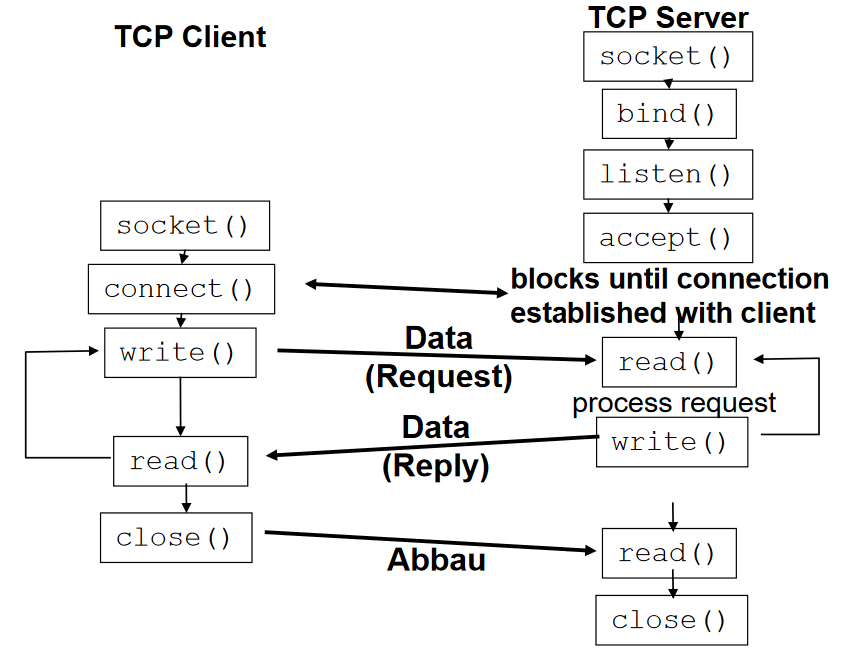 TCP Client
TCP Server
socket()
bind()
listen()
accept()
blocks until connection
established with client
socket()
connect()
write()
Data
(Request)
read()
process request
write()
Data
(Reply)
read()
close()
Abbau
read()
close()